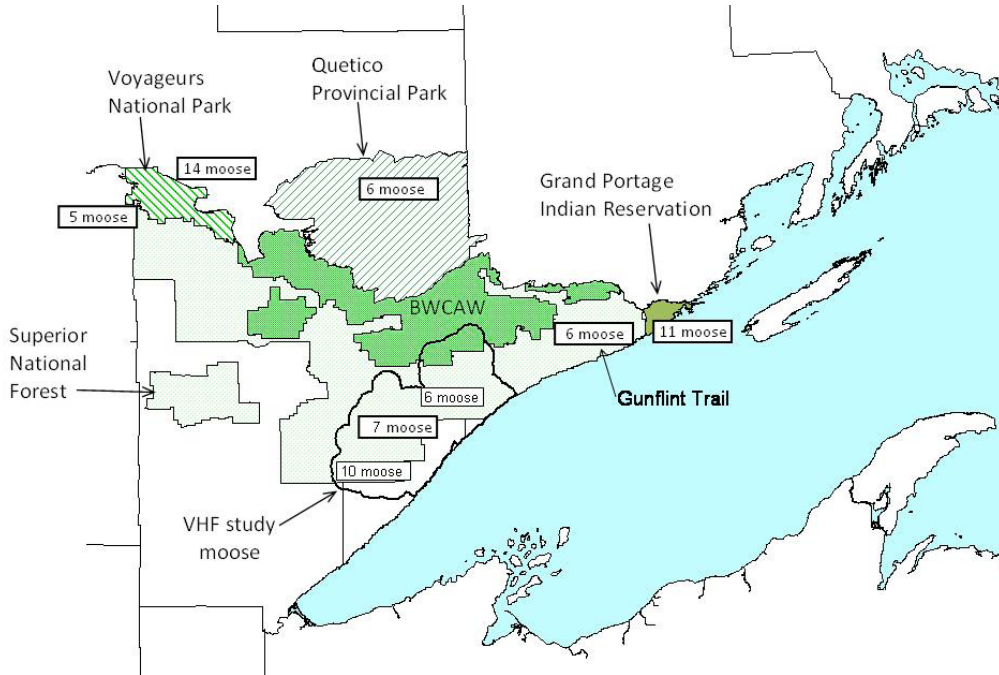 Voyageurs
National Park
Quetico
Provincial Park
14 moose
6 moose
5 moose
Grand Portage
Indian Reservation
BWCAW
6 moose
11 moose
Superior
National
Forest
Gunflint Trail
6 moose
7 moose
10 moose
VHF study
moose